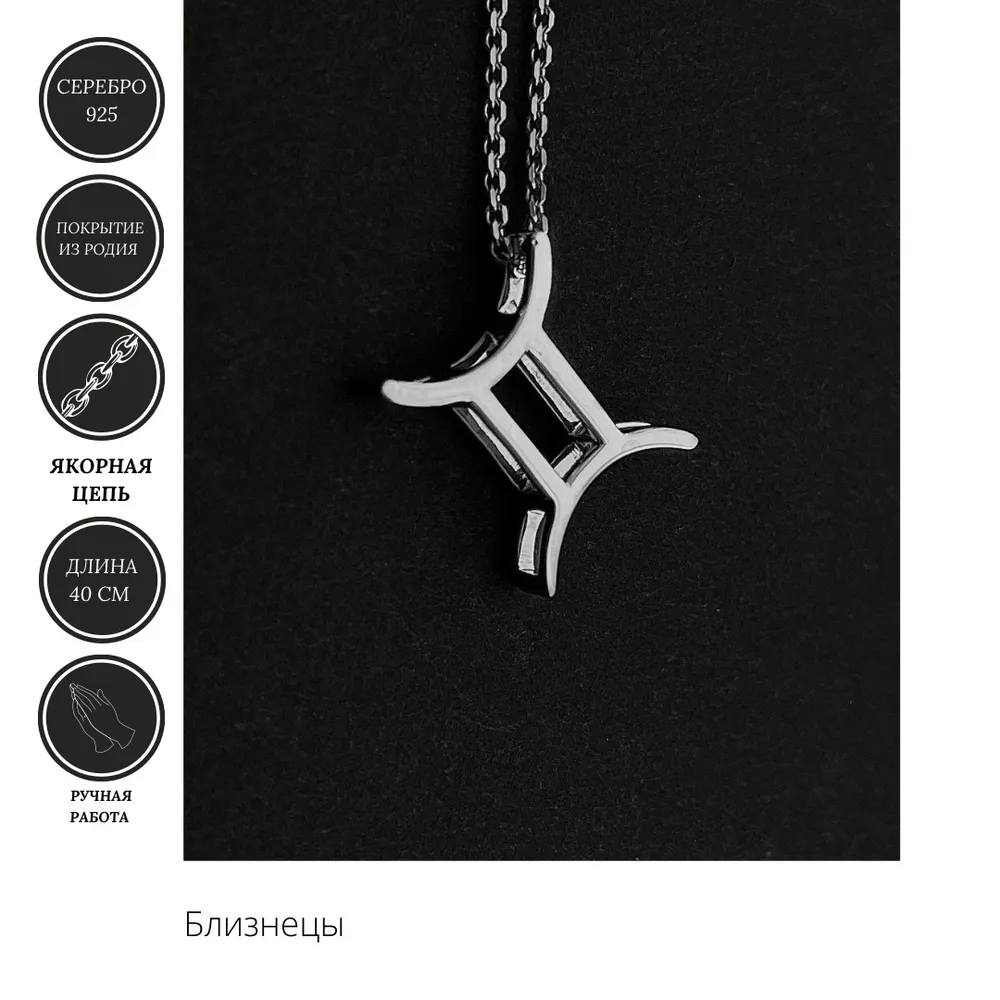 СЕРЕБРО
925
ПОКРЫТИЕ
ИЗ РОДИЯ
ЯКОРНАЯ
ЦЕПЬ
ДЛИНА
40 СМ
РУЧНАЯ
РАБОТА
Близнецы